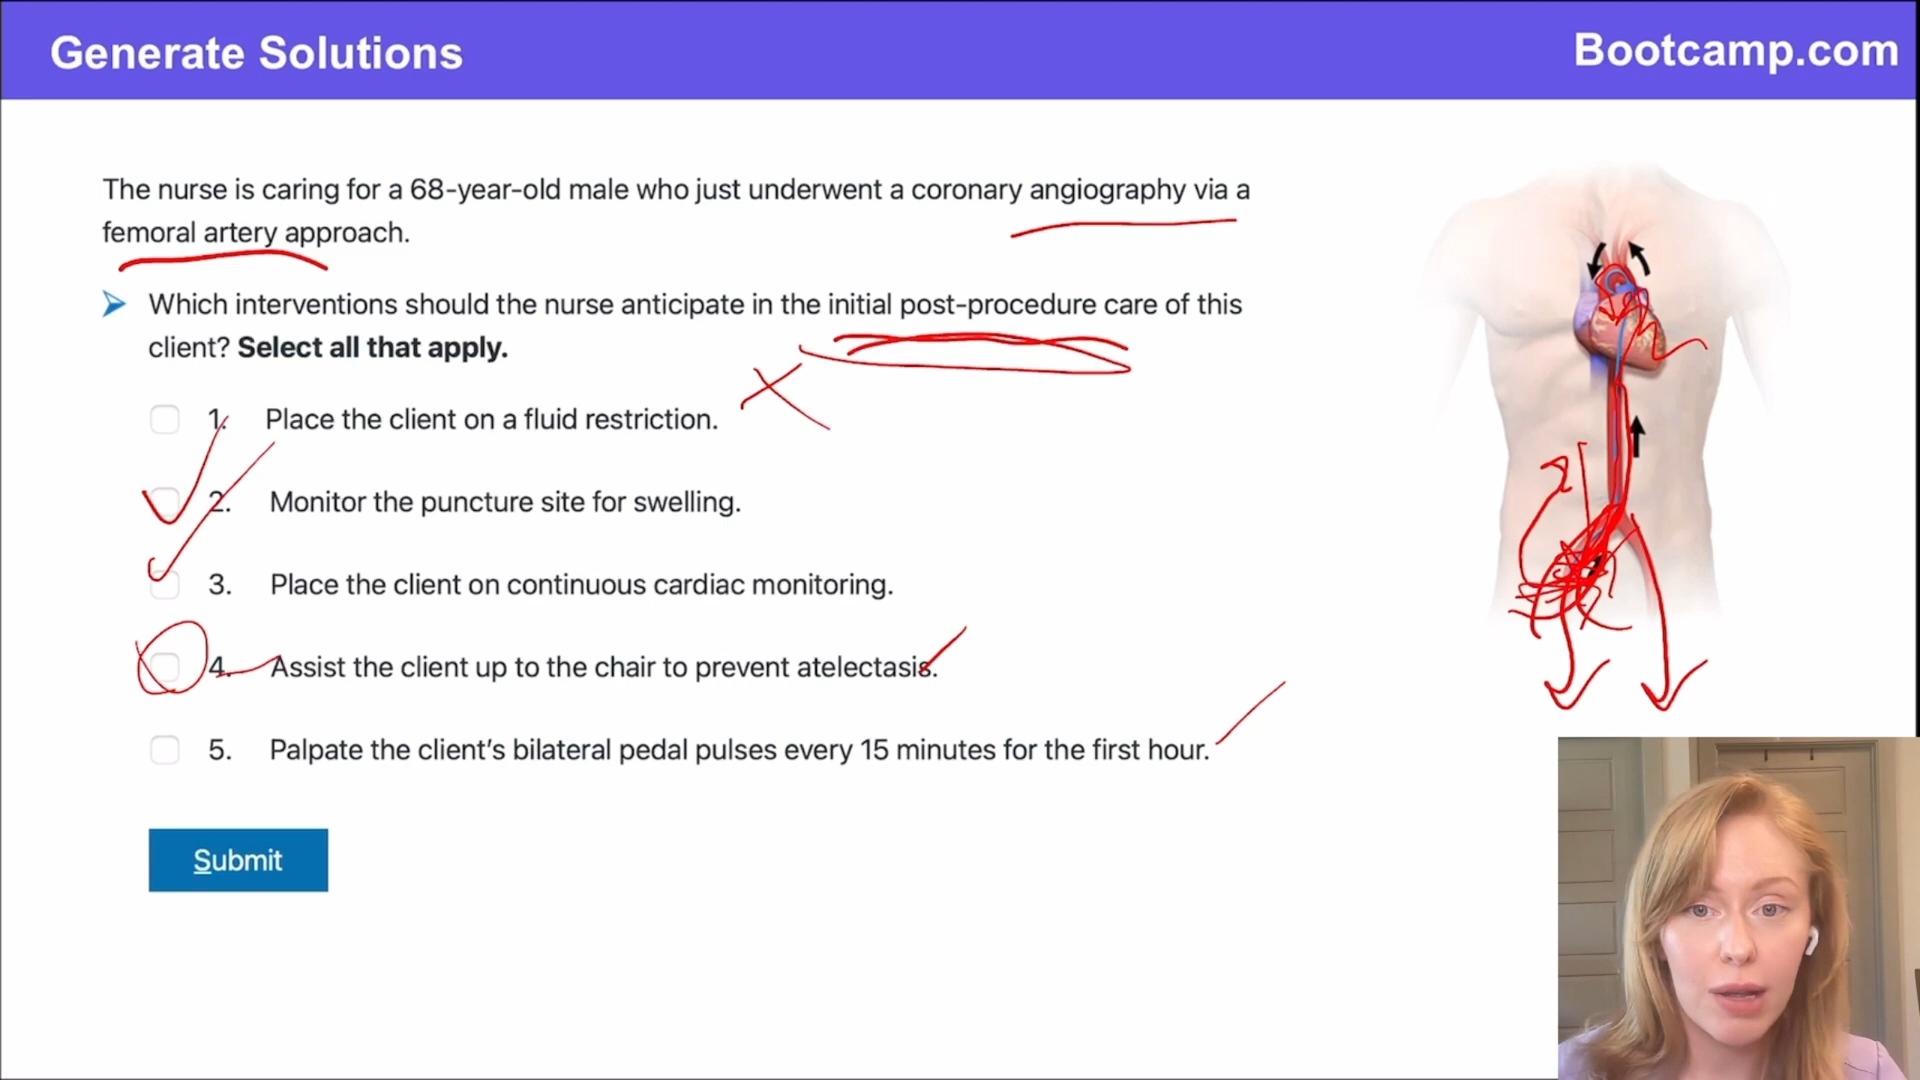 Generate Solutions
Bootcamp.com
The nurse is caring for a 68-year-old male who just underwent a coronary angiography via a
femoral artery approach.
Which interventions should the nurse anticipate in the initial post-procedure care of this
client? Select all that apply.
1. Place the client on a fluid restriction.
2. Monitor the puncture site for swelling.
3. Place the client on continuous cardiac monitoring.
4. Assist the client up to the chair to prevent atelectasis.
5. Palpate the client's bilateral pedal pulses every 15 minutes for the first hour.
Submit